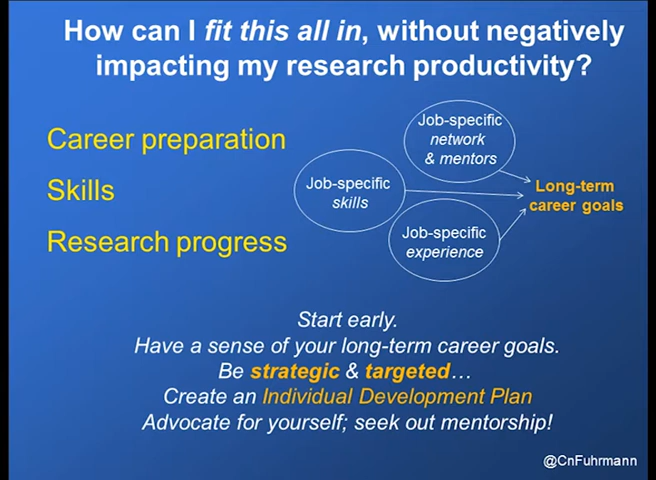 How can I fit this all in, without negatively
impacting my research productivity?
Career preparation
Skills
Research progress
Job-specific
network
& mentors
Job-specific
skills
Job-specific
experience
Long-term
career goals
Start early.
Have a sense of your long-term career goals.
Be strategic & targeted…
Create an Individual Development Plan
Advocate for yourself; seek out mentorship!
@CnFuhrmann